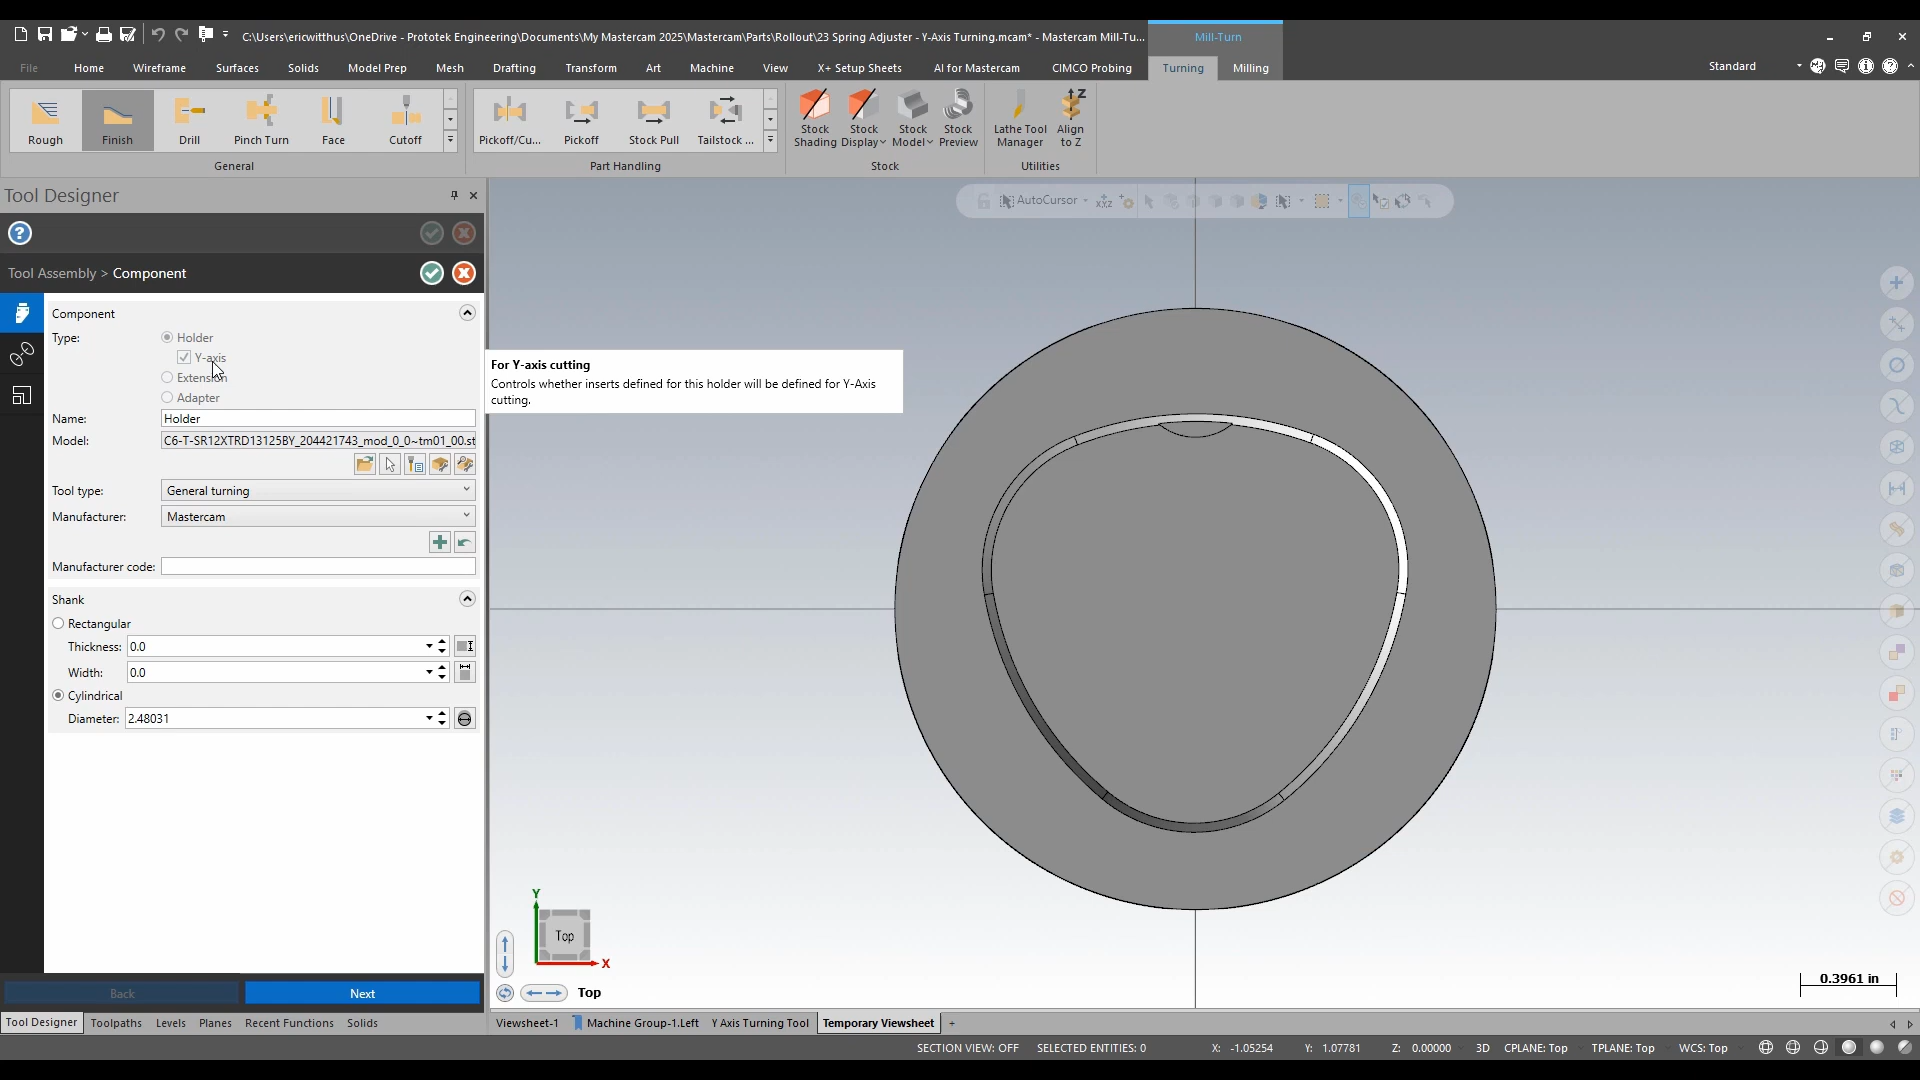 C:\Users\ericwitthus\OneDrive - Prototek Engineering\Documents\My Mastercam 2025\Mastercam\Parts\Rollout\23 Spring Adjuster - Y-Axis Turning.mcam* - Mastercam Mill-Tu...
Mill-Turn
File
Home
Wireframe
Surfaces
Solids
Model Prep
Mesh
Drafting
Transform
Art
Machine
View
X+ Setup Sheets
AI for Mastercam
CIMCO Probing
Turning
Milling
Standard
Rough
Finish
Drill
Pinch Turn
Face
Cutoff
General
Pickoff/Cu...
Pickoff
Stock Pull
Tailstock ...
Part Handling
Stock Shading
Stock Display
Stock Model
Stock Preview
Stock
Lathe Tool Manager
Align to Z
Utilities
Tool Designer
AutoCursor
Tool Assembly > Component
Component
Type:
Holder
Y-axis
Extension
Adapter
For Y-axis cutting
Controls whether inserts defined for this holder will be defined for Y-Axis
cutting.
Name: Holder
Model: C6-T-SR12XTRD13125BY_204421743_mod_0_0~tm01_00.st
Tool type: General turning
Manufacturer: Mastercam
Manufacturer code:
Shank
Rectangular
Thickness: 0.0
Width: 0.0
Cylindrical
Diameter: 2.48031
Y
Top
X
Top
0.3961 in
Back
Next
Tool Designer
Toolpaths
Levels
Planes
Recent Functions
Solids
Viewsheet-1
Machine Group-1.Left
Y Axis Turning Tool
Temporary Viewsheet
+
SECTION VIEW: OFF
SELECTED ENTITIES: 0
X: -1.05254
Y: 1.07781
Z: 0.00000
3D
CPLANE: Top
TPLANE: Top
WCS: Top